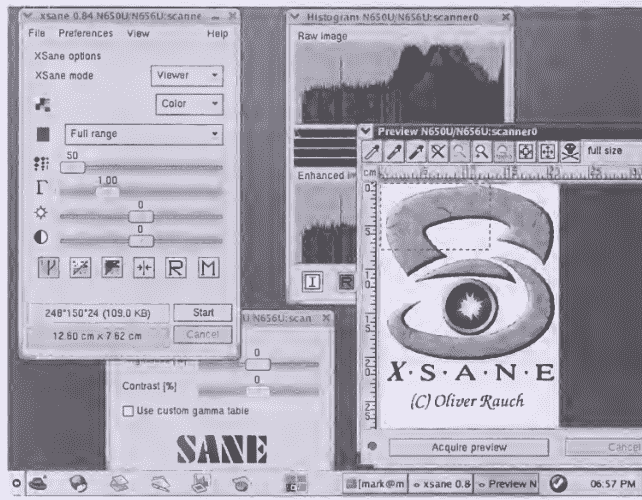 xsane 0.84 N650U/N656U:scanne
File Preferences View Help
XSane options
XSane mode Viewer
Color
Full range
50
1.00
0
0
R M
248*150*24 (109.0 KB) Start
12.60 cm x 7.62 cm Cancel
Histogram N650U/N656U:scanner0
Raw image
Enhanced im
I R
Preview N650U/N656U:scanner0
full size
cm
X·S·A·N·E
(C) Oliver Rauch
Acquire preview Cancel
U N656U:scan
0
Contrast [%] 0
Use custom gamma table
SANE
[mark@m xsane 0.8 Preview N 06:57 PM